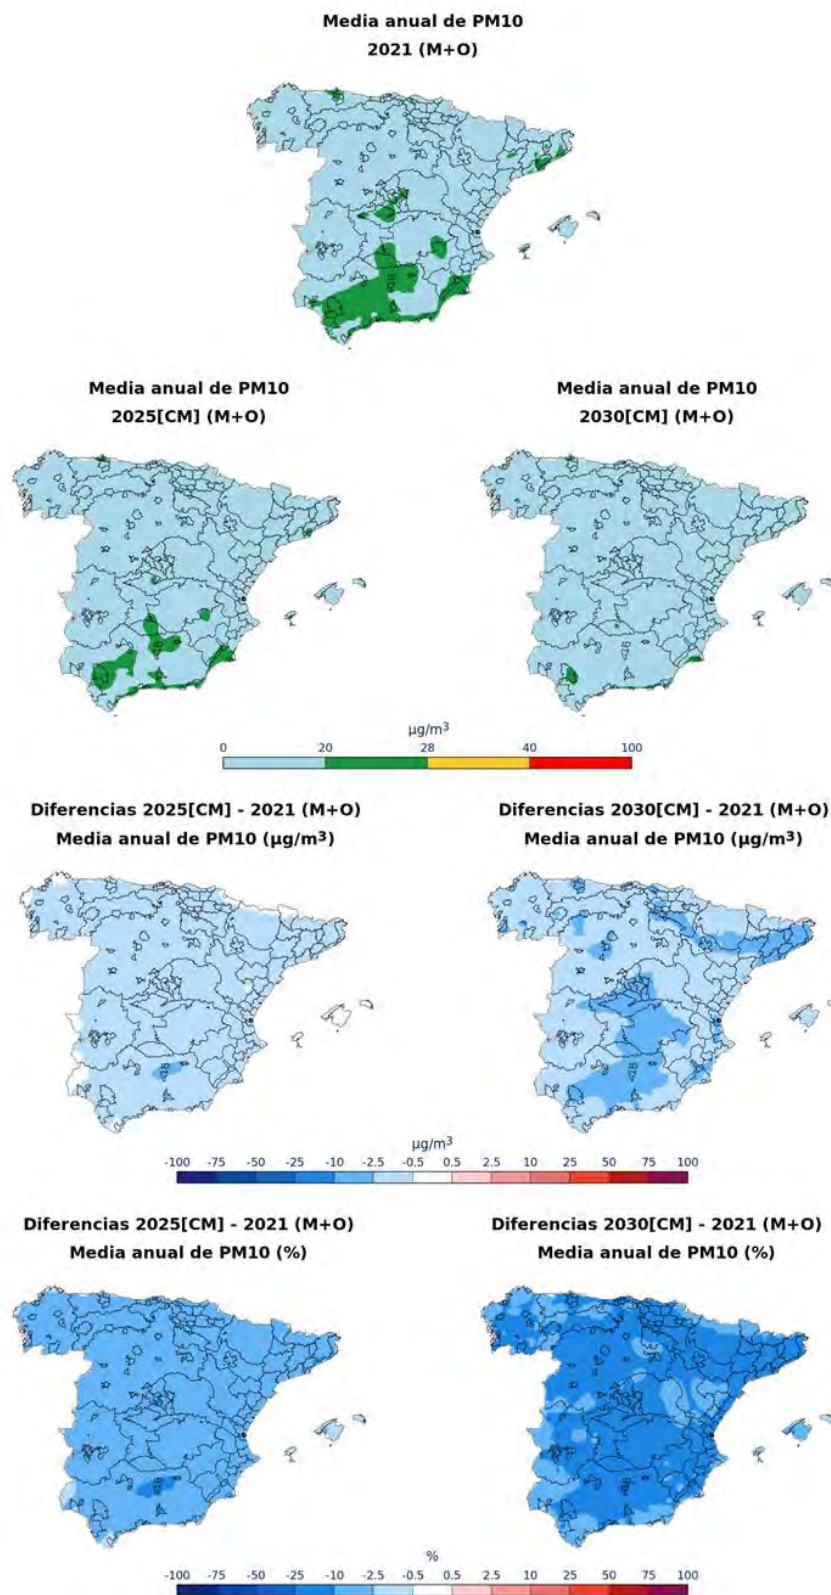 Media anual de PM10
2021 (M+O)
Media anual de PM10
2025[CM] (M+O)
Media anual de PM10
2030[CM] (M+O)
µg/m³
0 20 28 40 100
Diferencias 2025[CM] - 2021 (M+O)
Media anual de PM10 (µg/m³)
Diferencias 2030[CM] - 2021 (M+O)
Media anual de PM10 (µg/m³)
µg/m³
-100 -75 -50 -25 -10 -2.5 -0.5 0.5 2.5 10 25 50 75 100
Diferencias 2025[CM] - 2021 (M+O)
Media anual de PM10 (%)
Diferencias 2030[CM] - 2021 (M+O)
Media anual de PM10 (%)
%
-100 -75 -50 -25 -10 -2.5 -0.5 0.5 2.5 10 25 50 75 100